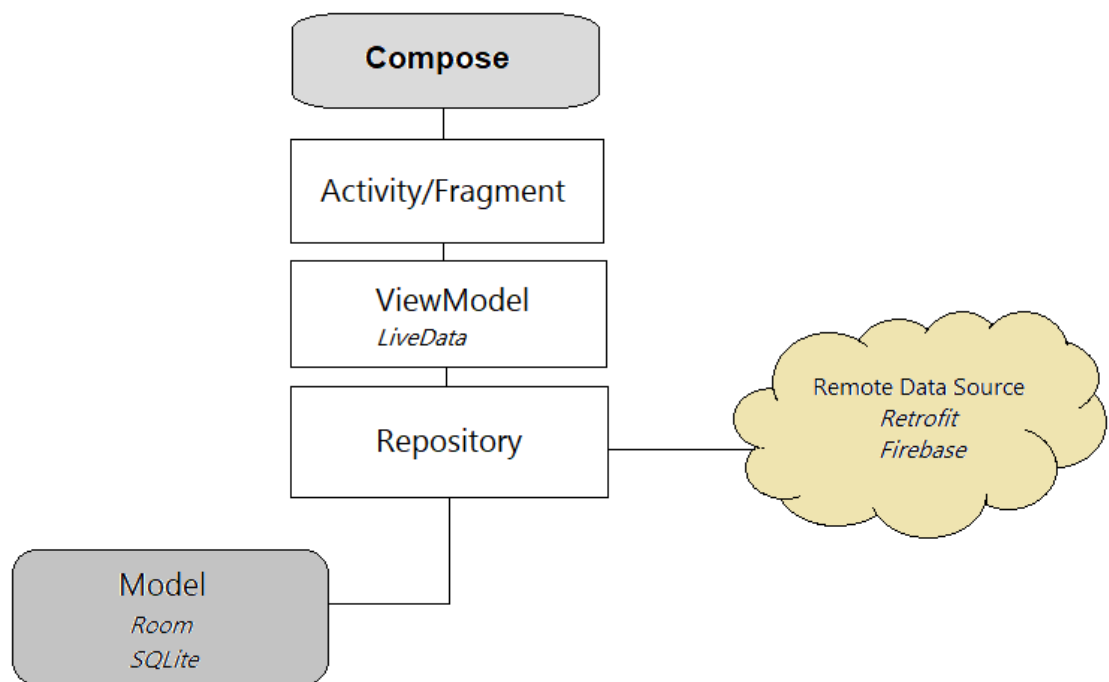 Compose
Activity/Fragment
ViewModel
LiveData
Repository
Remote Data Source
Retrofit
Firebase
Model
Room
SQLite